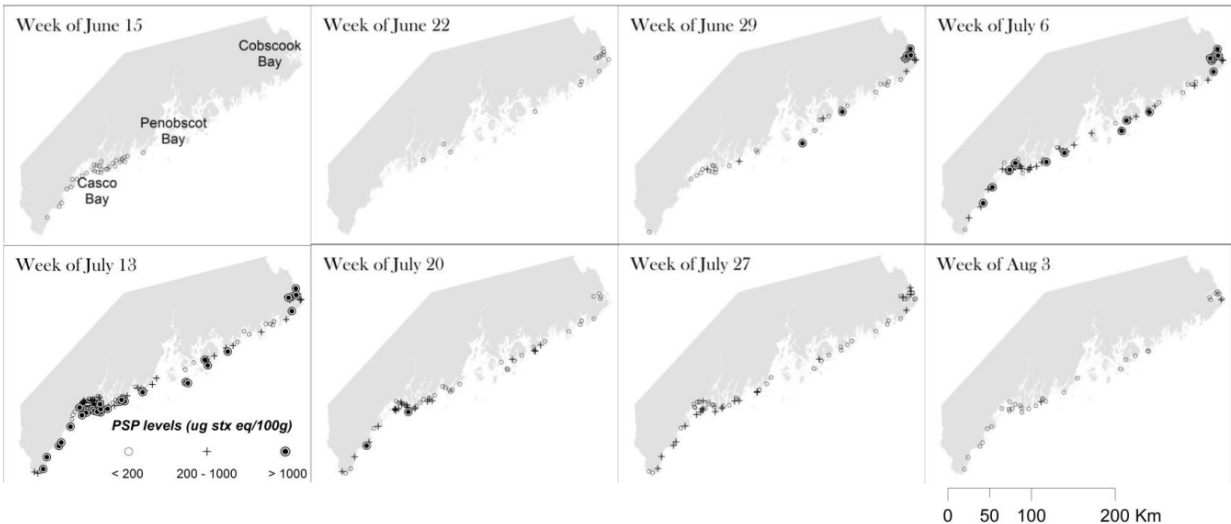 Week of June 15
Cobscook
Bay
Penobscot
Bay
Casco
Bay
Week of June 22
Week of June 29
Week of July 6
Week of July 13
PSP levels (ug stx eq/100g)
< 200 200 - 1000 > 1000
Week of July 20
Week of July 27
Week of Aug 3
0 50 100 200 Km